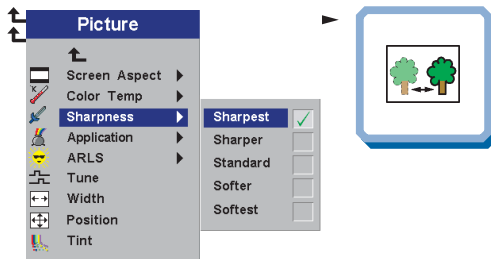 Picture
Screen Aspect
Color Temp
Sharpness
Application
ARLS
Tune
Width
Position
Tint
Sharpest
Sharper
Standard
Softer
Softest